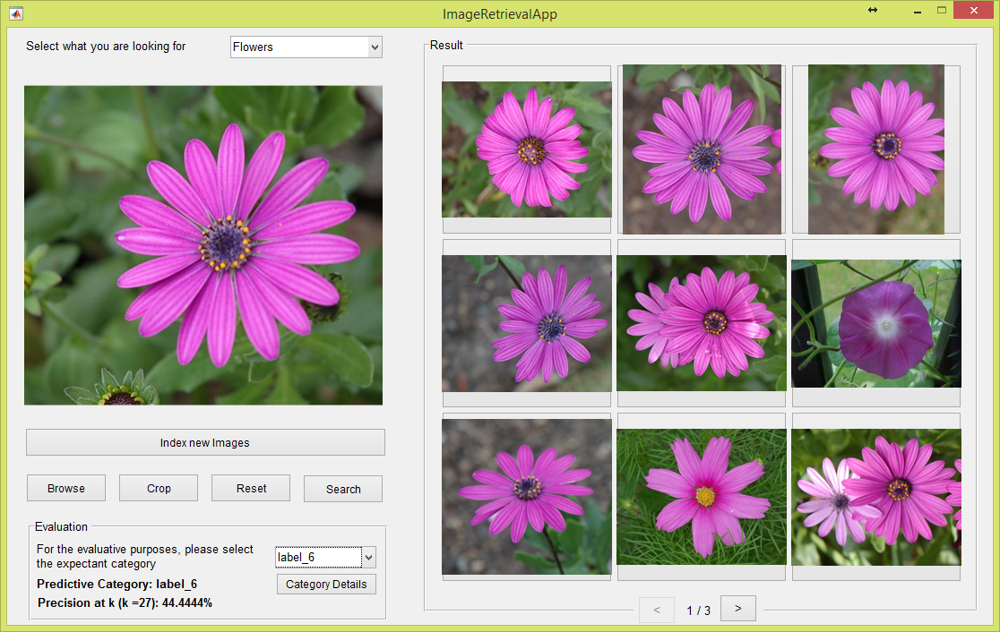 ImageRetrievalApp
Select what you are looking for
Flowers
Result
Index new Images
Browse
Crop
Reset
Search
Evaluation
For the evaluative purposes, please select
the expectant category
label_6
Predictive Category: label_6
Category Details
Precision at k (k =27): 44.4444%
<
1 / 3
>